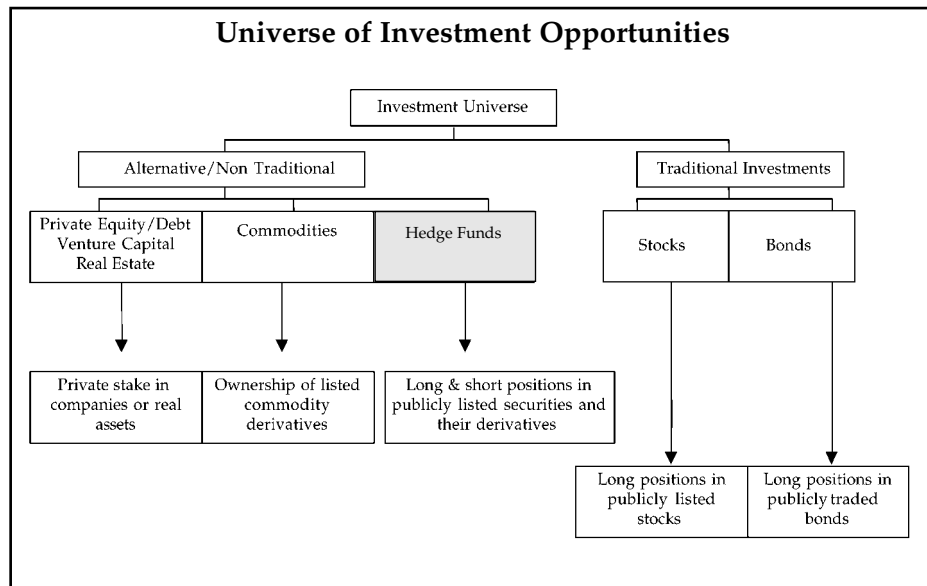 Universe of Investment Opportunities
Investment Universe
Alternative/Non Traditional
Traditional Investments
Private Equity/Debt
Venture Capital
Real Estate
Commodities
Hedge Funds
Stocks
Bonds
Private stake in
companies or real
assets
Ownership of listed
commodity
derivatives
Long & short positions in
publicly listed securities and
their derivatives
Long positions in
publicly listed
stocks
Long positions in
publicly traded
bonds